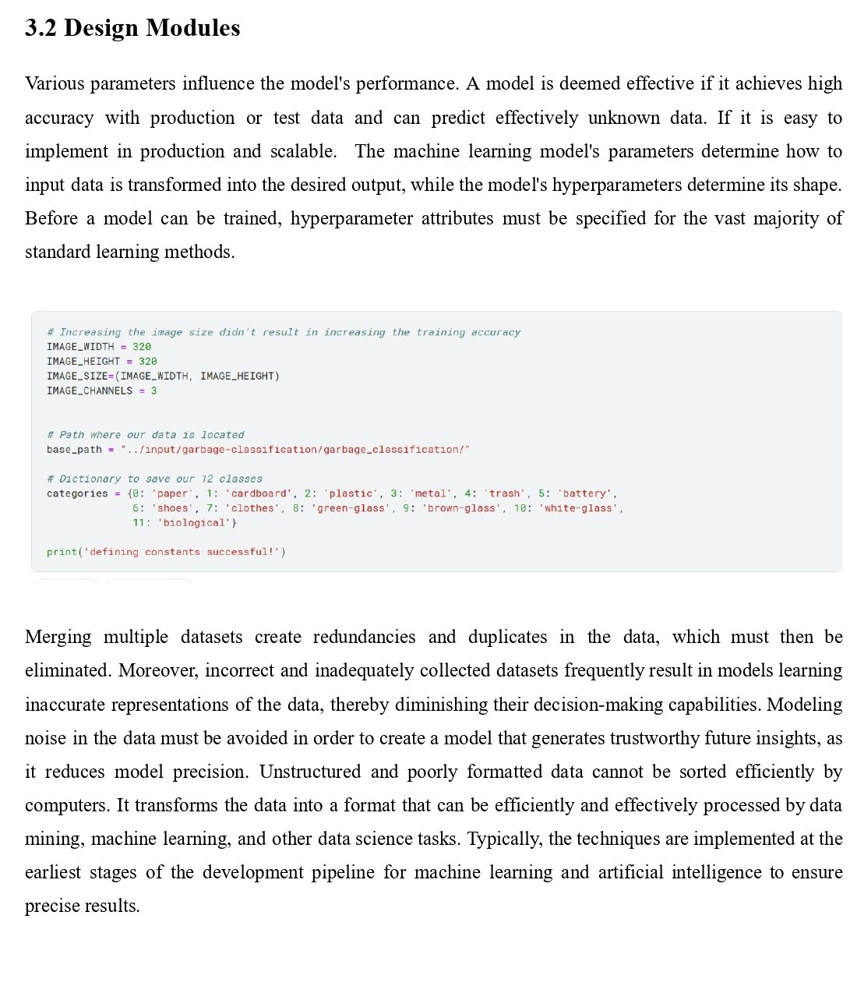 3.2 Design Modules
Various parameters influence the model's performance. A model is deemed effective if it achieves high
accuracy with production or test data and can predict effectively unknown data. If it is easy to
implement in production and scalable. The machine learning model's parameters determine how to
input data is transformed into the desired output, while the model's hyperparameters determine its shape.
Before a model can be trained, hyperparameter attributes must be specified for the vast majority of
standard learning methods.
# Increasing the image size didn't result in increasing the training accuracy
IMAGE_WIDTH = 320
IMAGE_HEIGHT = 320
IMAGE_SIZE=(IMAGE_WIDTH, IMAGE_HEIGHT)
IMAGE_CHANNELS = 3
# Path where our data is located
base_path = "../input/garbage-classification/garbage_classification/"
# Dictionary to save our 12 classes
categories = {0: 'paper', 1: 'cardboard', 2: 'plastic', 3: 'metal', 4: 'trash', 5: 'battery',
6: 'shoes', 7: 'clothes', 8: 'green-glass', 9: 'brown-glass', 10: 'white-glass',
11: 'biological'}
print('defining constants successful!')
Merging multiple datasets create redundancies and duplicates in the data, which must then be
eliminated. Moreover, incorrect and inadequately collected datasets frequently result in models learning
inaccurate representations of the data, thereby diminishing their decision-making capabilities. Modeling
noise in the data must be avoided in order to create a model that generates trustworthy future insights, as
it reduces model precision. Unstructured and poorly formatted data cannot be sorted efficiently by
computers. It transforms the data into a format that can be efficiently and effectively processed by data
mining, machine learning, and other data science tasks. Typically, the techniques are implemented at the
earliest stages of the development pipeline for machine learning and artificial intelligence to ensure
precise results.